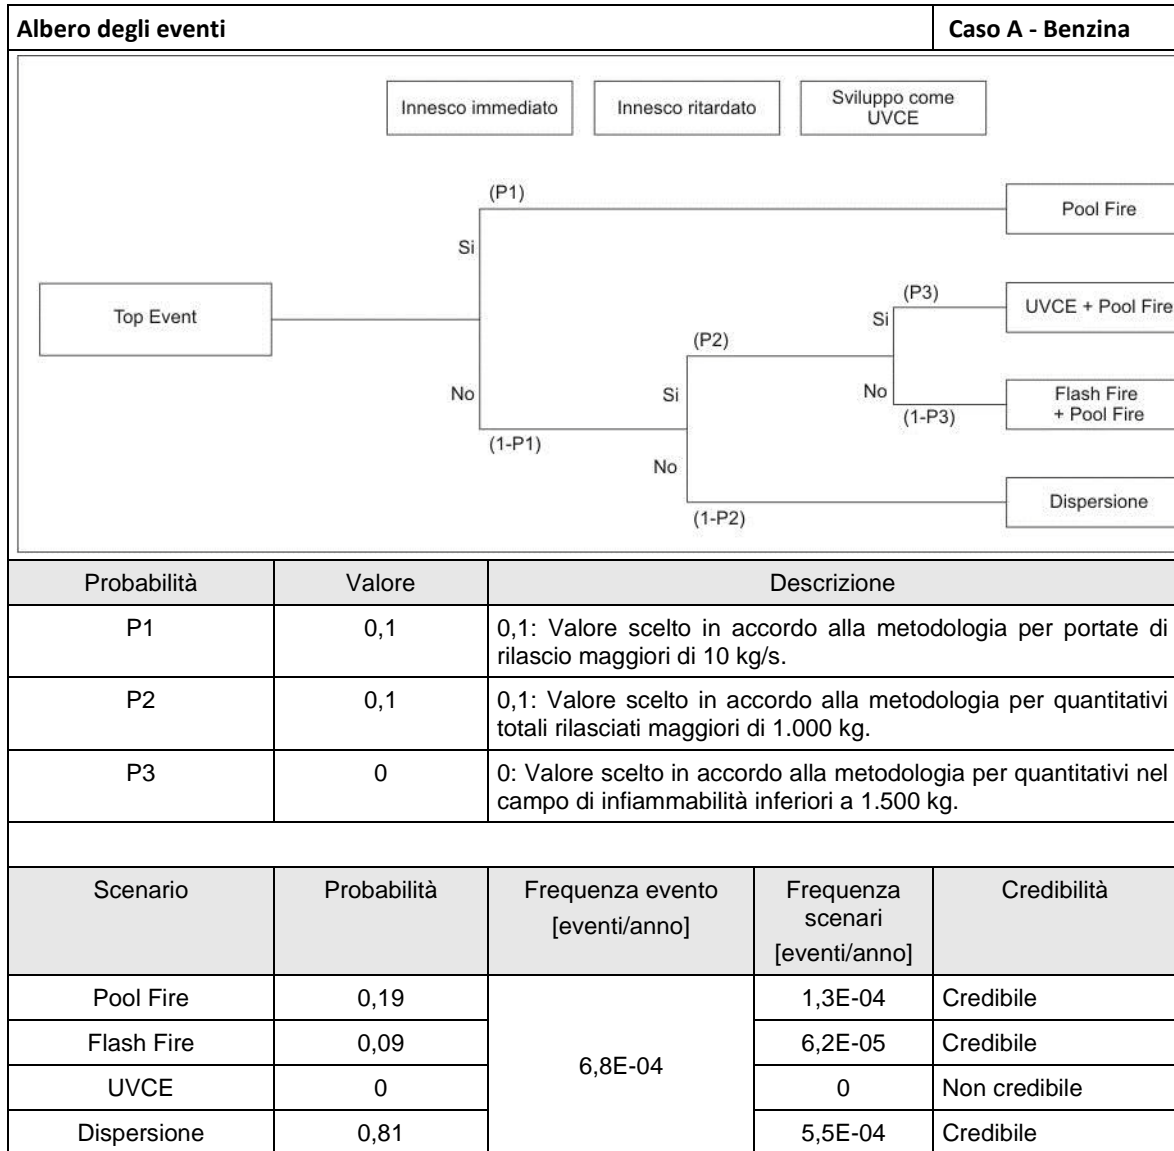 Albero degli eventi
Caso A - Benzina
Innesco immediato
Innesco ritardato
Sviluppo come
UVCE
(P1)
Pool Fire
Si
Top Event
(P3)
UVCE + Pool Fire
Si
(P2)
No
Si
No
Flash Fire
+ Pool Fire
(1-P3)
(1-P1)
No
Dispersione
(1-P2)
Probabilità
Valore
Descrizione
P1
0,1
0,1: Valore scelto in accordo alla metodologia per portate di
rilascio maggiori di 10 kg/s.
P2
0,1
0,1: Valore scelto in accordo alla metodologia per quantitativi
totali rilasciati maggiori di 1.000 kg.
P3
0
0: Valore scelto in accordo alla metodologia per quantitativi nel
campo di infiammabilità inferiori a 1.500 kg.
Scenario
Probabilità
Frequenza evento
[eventi/anno]
Frequenza
scenari
[eventi/anno]
Credibilità
Pool Fire
0,19
6,8E-04
1,3E-04
Credibile
Flash Fire
0,09
6,2E-05
Credibile
UVCE
0
0
Non credibile
Dispersione
0,81
5,5E-04
Credibile